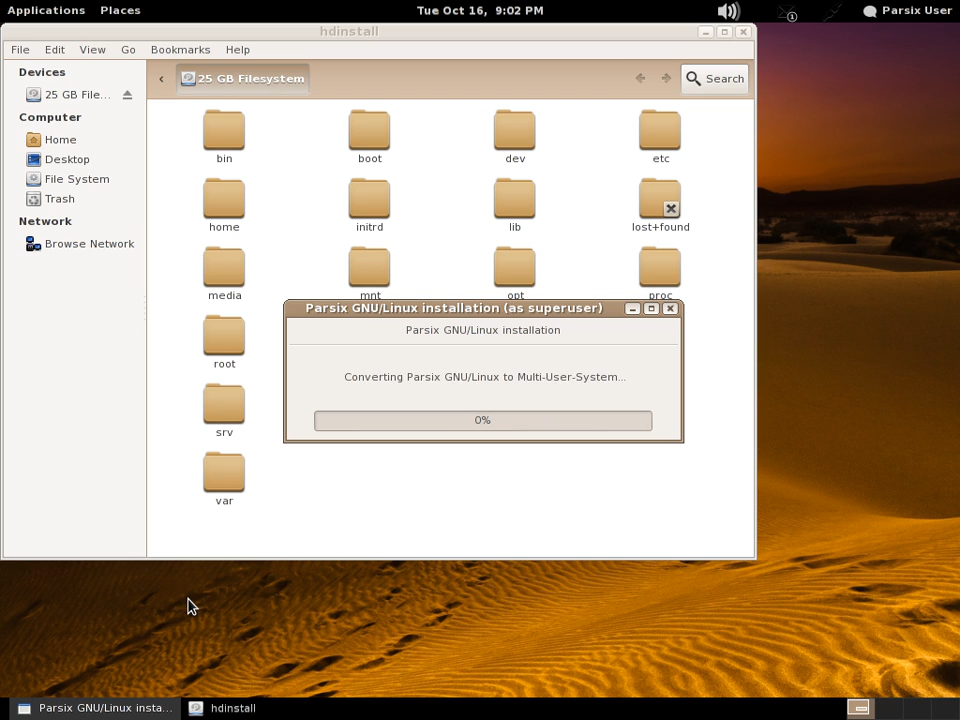 Applications Places Tue Oct 16, 9:02 PM 1 Parsix User
hdinstall
File Edit View Go Bookmarks Help
Devices
25 GB File...
Computer
Home
Desktop
File System
Trash
Network
Browse Network
25 GB Filesystem Search
bin boot dev etc
home initrd lib lost+found
media mnt opt proc
root
srv
var
Parsix GNU/Linux installation (as superuser)
Parsix GNU/Linux installation
Converting Parsix GNU/Linux to Multi-User-System...
0%
Parsix GNU/Linux insta... hdinstall